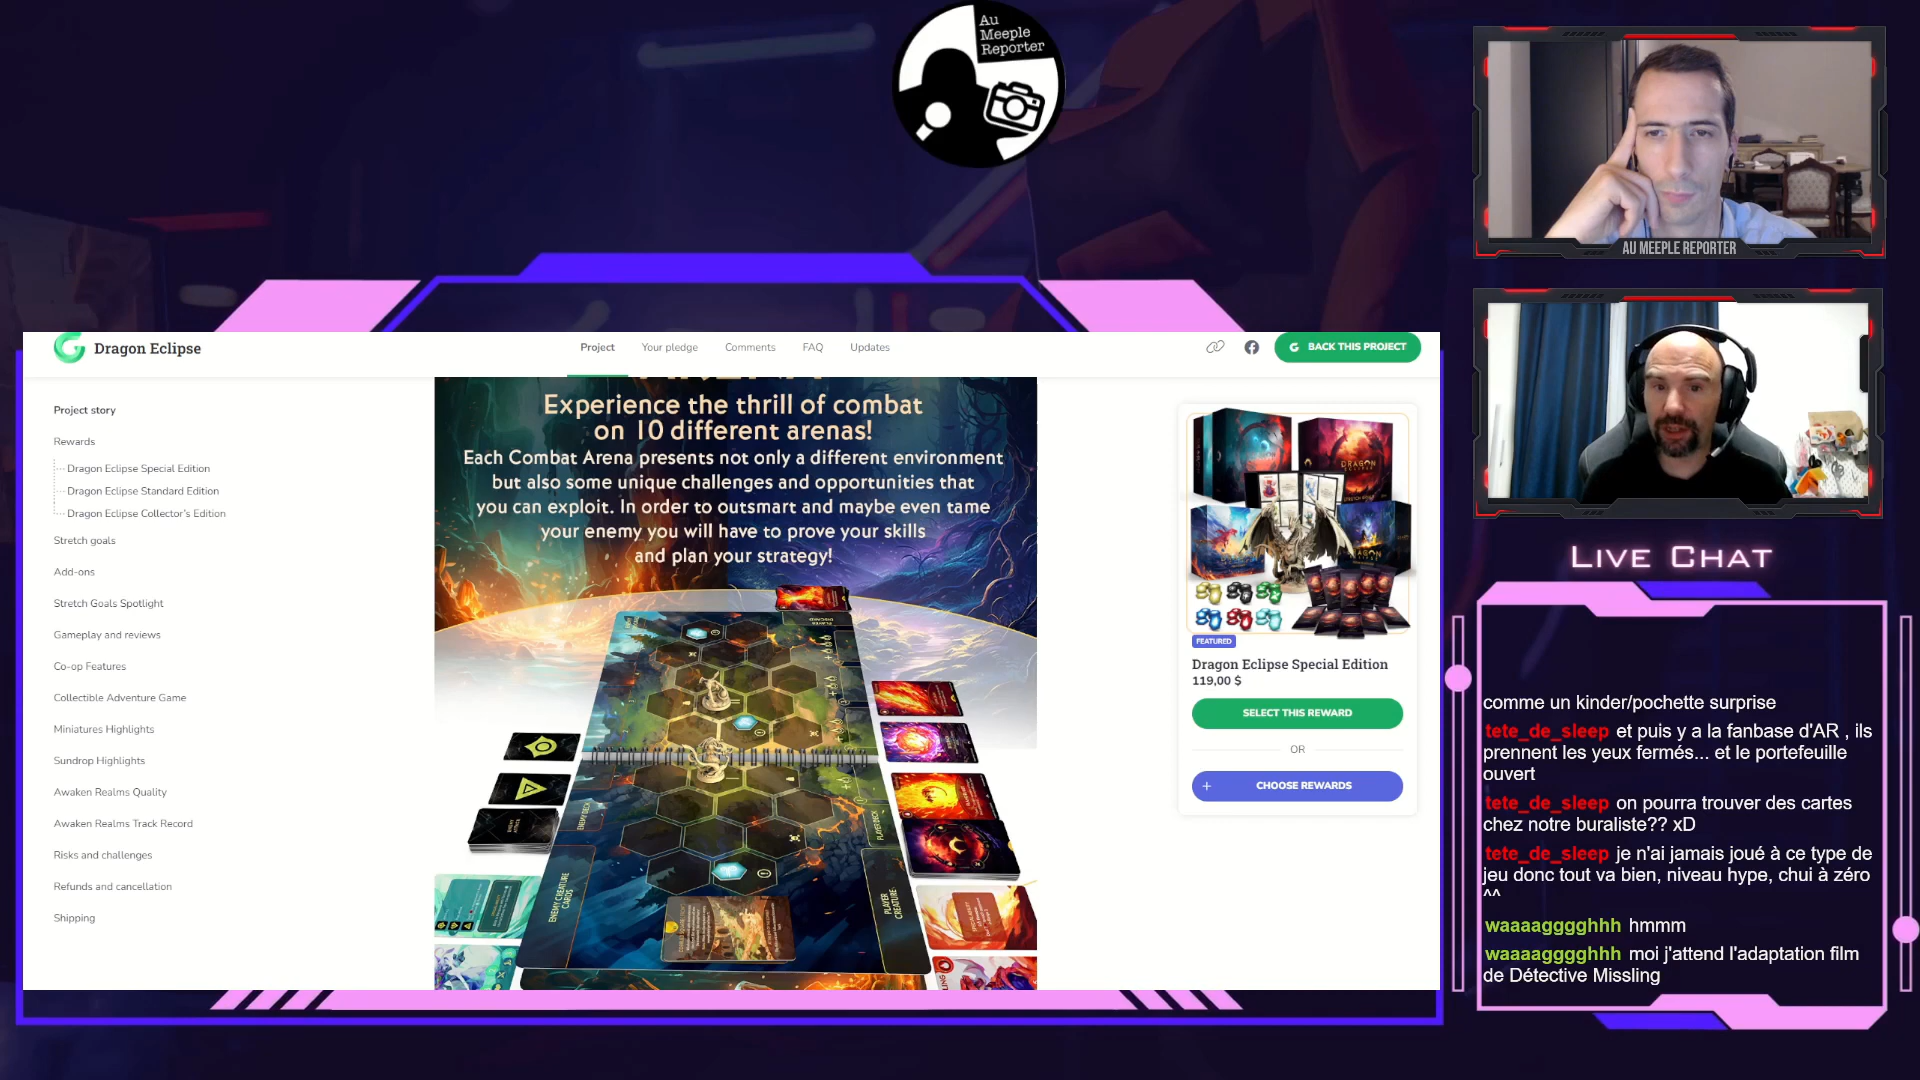 Au
Meeple
Reporter
AU MEEPLE REPORTER
Dragon Eclipse
Project
Your pledge
Comments
FAQ
Updates
BACK THIS PROJECT
Project story
Rewards
Dragon Eclipse Special Edition
Dragon Eclipse Standard Edition
Dragon Eclipse Collector's Edition
Stretch goals
Add-ons
Stretch Goals Spotlight
Gameplay and reviews
Co-op Features
Collectible Adventure Game
Miniatures Highlights
Sundrop Highlights
Awaken Realms Quality
Awaken Realms Track Record
Risks and challenges
Refunds and cancellation
Shipping
Experience the thrill of combat
on 10 different arenas!
Each Combat Arena presents not only a different environment
but also some unique challenges and opportunities that
you can exploit. In order to outsmart and maybe even tame
your enemy you will have to prove your skills
and plan your strategy!
PLAYER
DISCARD
ENEMY DECK
PLAYER DECK
ENEMY CREATURE
CARDS
PLAYER
CREATURE
DRAGON
ECLIPSE
FEATURED
Dragon Eclipse Special Edition
119,00 $
SELECT THIS REWARD
OR
+ CHOOSE REWARDS
LIVE CHAT
comme un kinder/pochette surprise
tete_de_sleep et puis y a la fanbase d'AR , ils
prennent les yeux fermés... et le portefeuille
ouvert
tete_de_sleep on pourra trouver des cartes
chez notre buraliste?? xD
tete_de_sleep je n'ai jamais joué à ce type de
jeu donc tout va bien, niveau hype, chui à zéro
^^
waaaagggghhh hmmm
waaaagggghhh moi j'attend l'adaptation film
de Détective Missling